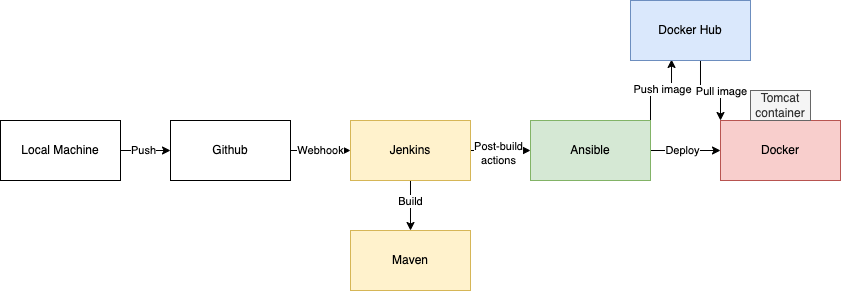 Docker Hub
Push image
Pull image
Tomcat
container
Local Machine
Push
Github
Webhook
Jenkins
Post-build
actions
Ansible
Deploy
Docker
Build
Maven